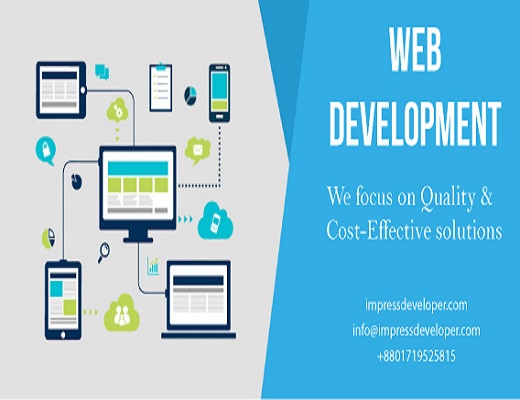 WEB
DEVELOPMENT
We focus on Quality &
Cost-Effective solutions
impressdeveloper.com
info@impressdeveloper.com
+8801719525815